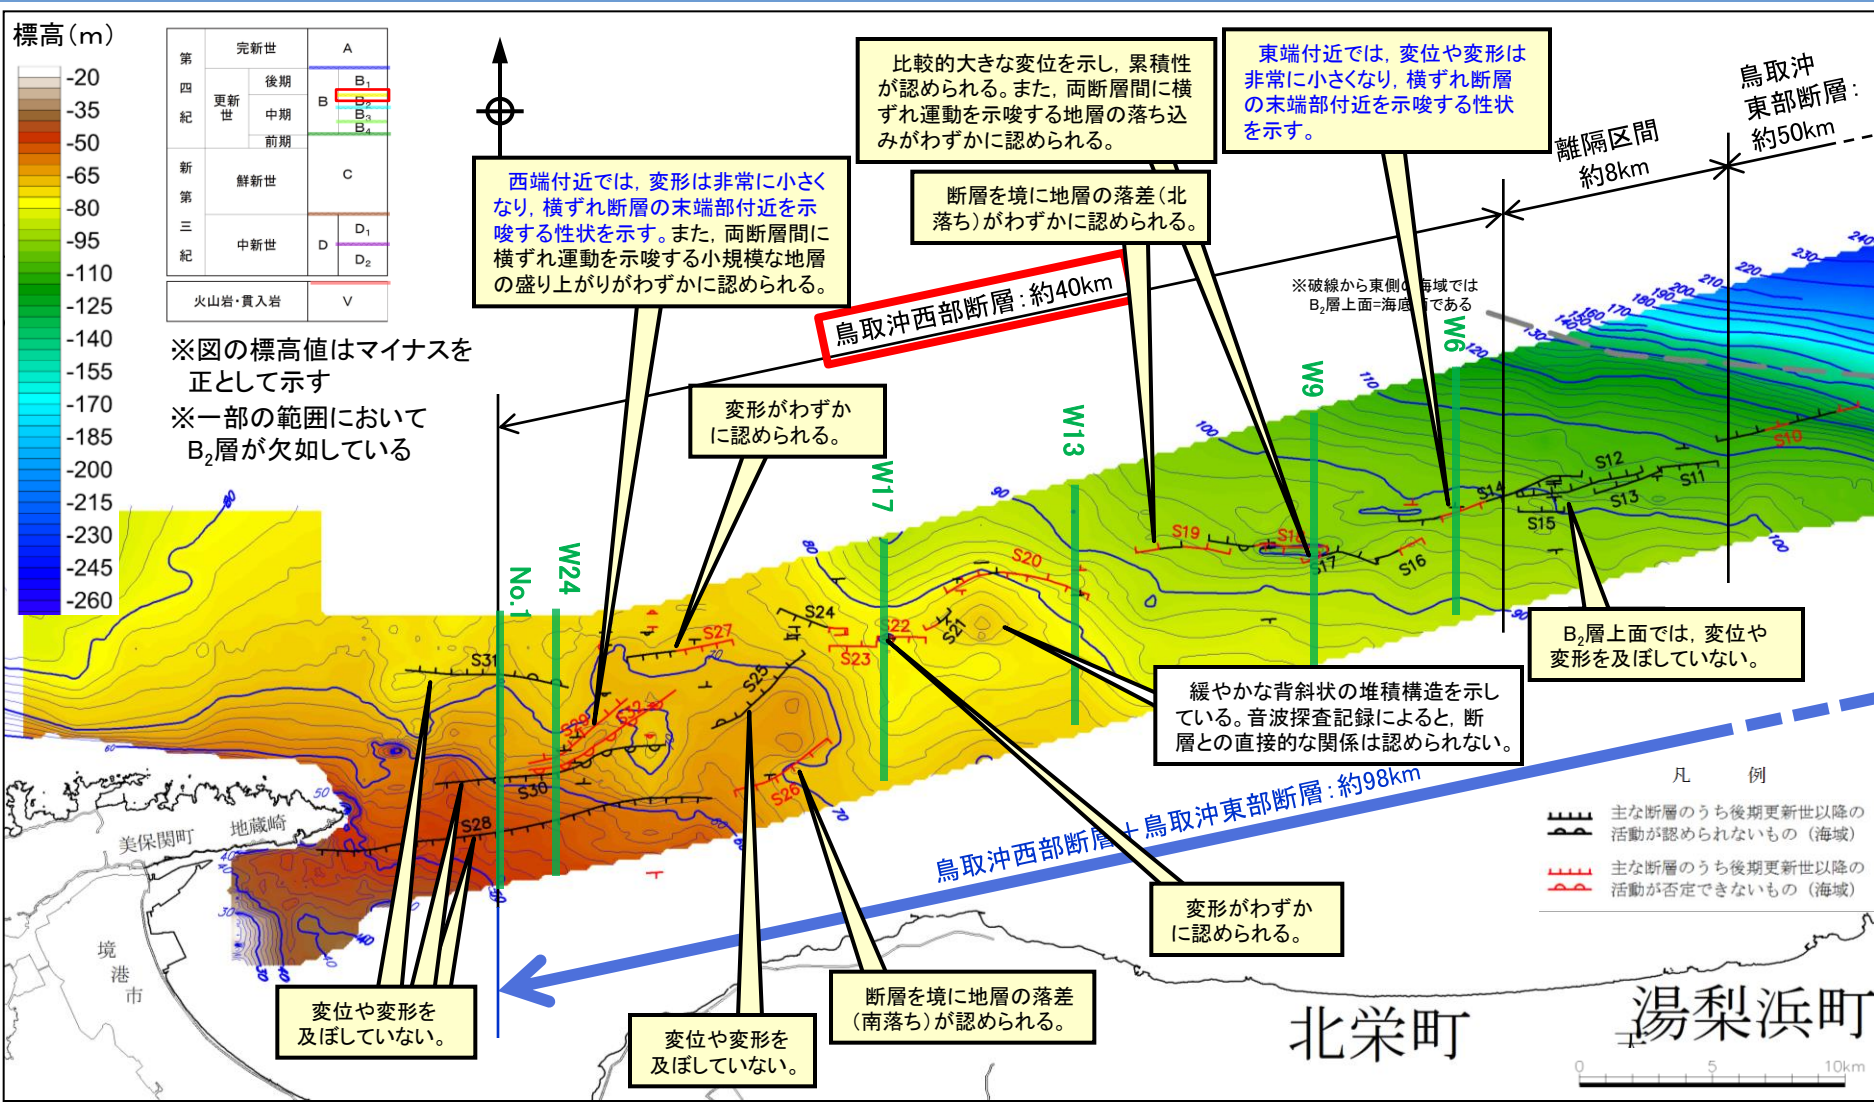 標高(m)
-20
-35
-50
-65
-80
-95
-110
-125
-140
-155
-170
-185
-200
-215
-230
-245
-260
第四紀
完新世
A
更新世
後期
中期
前期
B
B₁
B₂
B₃
B₄
新第三紀
鮮新世
C
中新世
D
D₁
D₂
火山岩・貫入岩
V
※図の標高値はマイナスを
正として示す
※一部の範囲において
B₂層が欠如している
西端付近では, 変形は非常に小さく
なり, 横ずれ断層の末端部付近を示
唆する性状を示す。また, 両断層間に
横ずれ運動を示唆する小規模な地層
の盛り上がりがわずかに認められる。
比較的大きな変位を示し, 累積性
が認められる。また, 両断層間に横
ずれ運動を示唆する地層の落ち込
みがわずかに認められる。
断層を境に地層の落差(北
落ち)がわずかに認められる。
東端付近では, 変位や変形は
非常に小さくなり, 横ずれ断層
の末端部付近を示唆する性状
を示す。
離隔区間
約8km
鳥取沖
東部断層:
約50km
鳥取沖西部断層:約40km
※破線から東側の海域では
B₂層上面=海底面である
変形がわずか
に認められる。
No.1
W24
W17
W13
W9
W6
S10
S11
S12
S13
S14
S15
S16
S17
S18
S19
S20
S21
S22
S23
S24
S25
S26
S27
S28
S29
S30
S31
B₂層上面では, 変位や
変形を及ぼしていない。
緩やかな背斜状の堆積構造を示し
ている。音波探査記録によると, 断
層との直接的な関係は認められない。
鳥取沖西部断層+鳥取沖東部断層:約98km
変形がわずか
に認められる。
断層を境に地層の落差
(南落ち)が認められる。
変位や変形を
及ぼしていない。
変位や変形を
及ぼしていない。
凡 例
主な断層のうち後期更新世以降の
活動が認められないもの(海域)
主な断層のうち後期更新世以降の
活動が否定できないもの(海域)
美保関町
地蔵崎
境港市
北栄町
湯梨浜町
0 5 10km
80
60
50
40
30
70
80
90
100
110
120
130
170
180
190
200
210
220
230
240
100
90